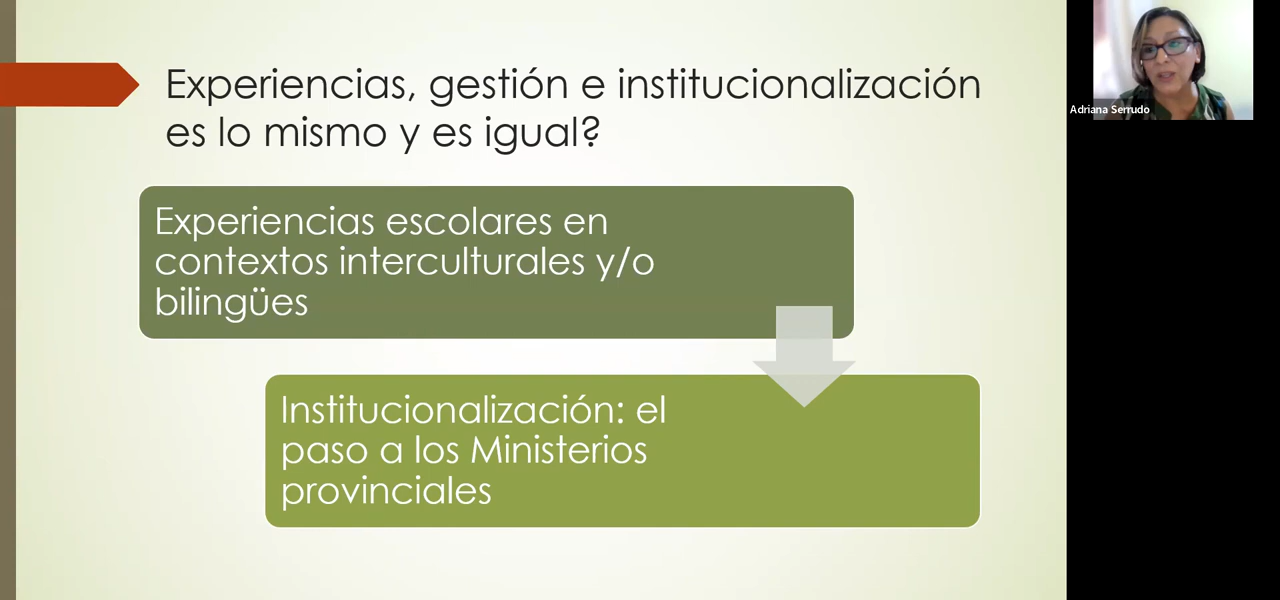 Experiencias, gestión e institucionalización
es lo mismo y es igual?
Experiencias escolares en
contextos interculturales y/o
bilingües
Institucionalización: el
paso a los Ministerios
provinciales
Adriana Serrudo